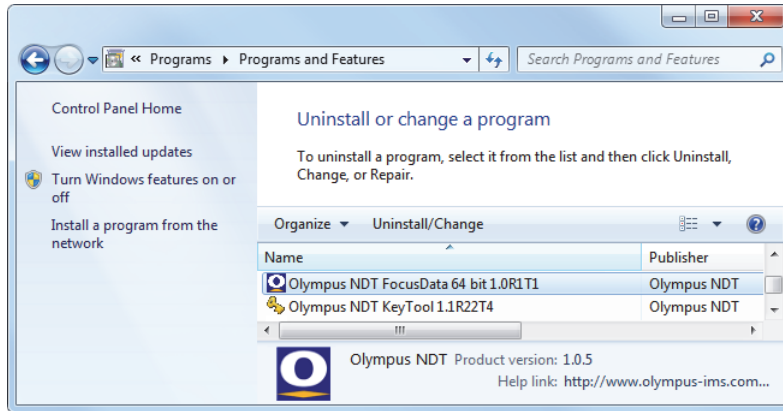 « Programs ▸ Programs and Features
Search Programs and Features
Control Panel Home
View installed updates
Turn Windows features on or
off
Install a program from the
network
Uninstall or change a program
To uninstall a program, select it from the list and then click Uninstall,
Change, or Repair.
Organize Uninstall/Change
Name Publisher
Olympus NDT FocusData 64 bit 1.0R1T1 Olympus NDT
Olympus NDT KeyTool 1.1R22T4 Olympus NDT
Olympus NDT Product version: 1.0.5
Help link: http://www.olympus-ims.com...